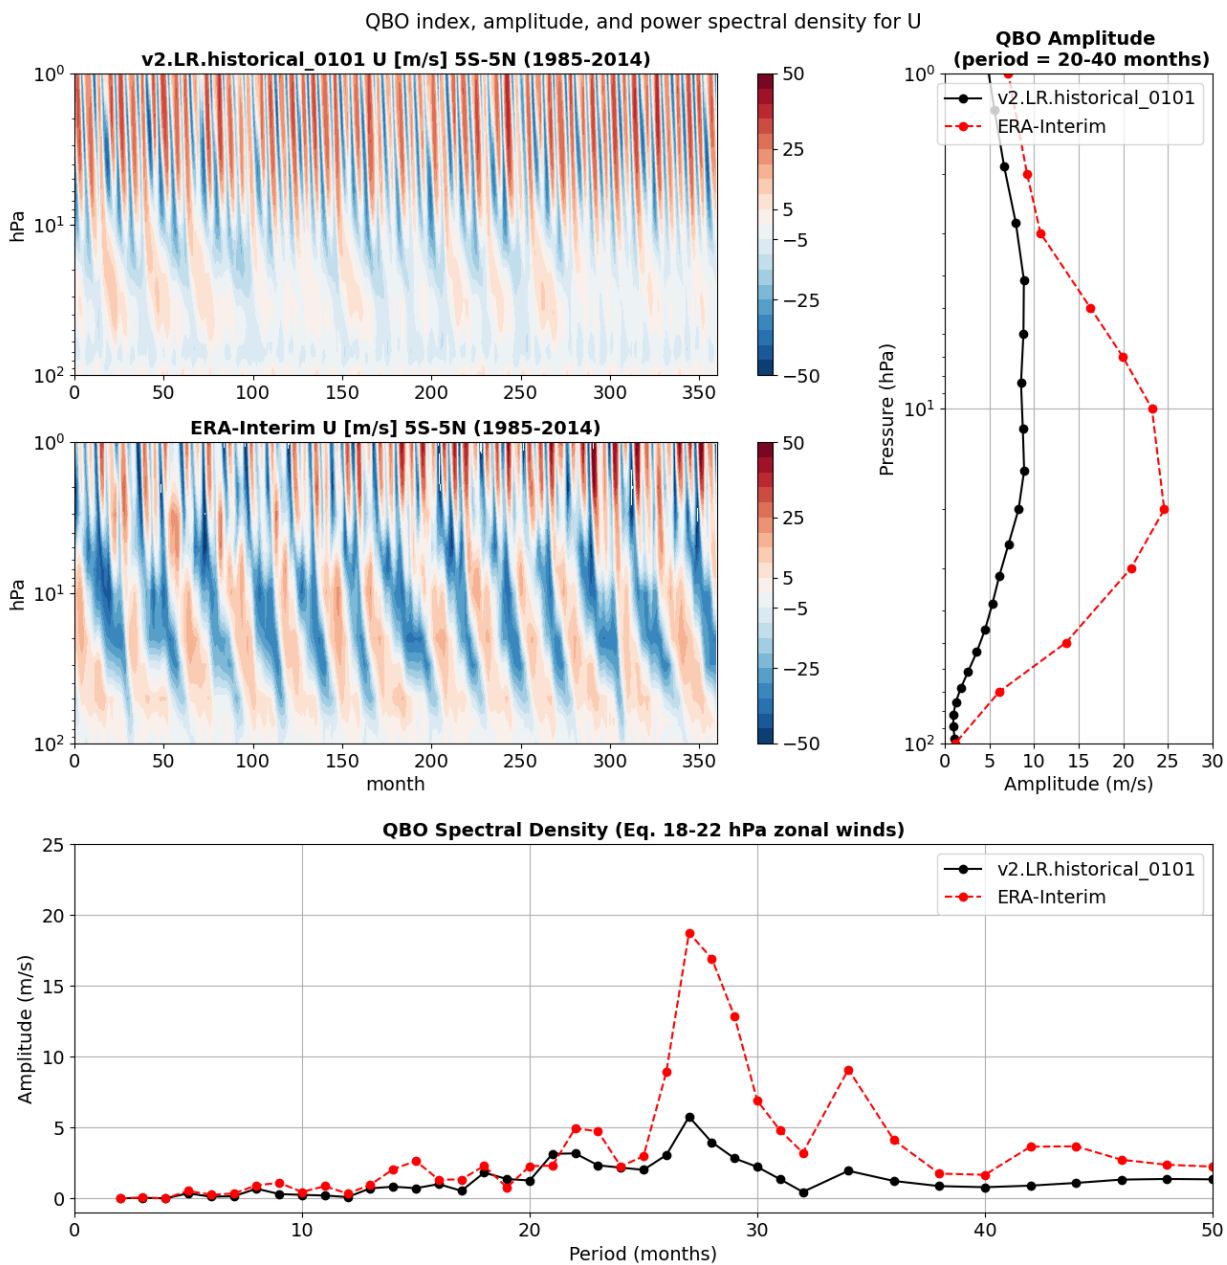 QBO index, amplitude, and power spectral density for U
v2.LR.historical_0101 U [m/s] 5S-5N (1985-2014)
10⁰
10¹
10²
hPa
0 50 100 150 200 250 300 350
50
25
5
−5
−25
−50
ERA-Interim U [m/s] 5S-5N (1985-2014)
10⁰
10¹
10²
hPa
0 50 100 150 200 250 300 350
month
50
25
5
−5
−25
−50
QBO Amplitude
(period = 20-40 months)
v2.LR.historical_0101
ERA-Interim
10⁰
10¹
10²
Pressure (hPa)
0 5 10 15 20 25 30
Amplitude (m/s)
QBO Spectral Density (Eq. 18-22 hPa zonal winds)
v2.LR.historical_0101
ERA-Interim
25
20
15
10
5
0
Amplitude (m/s)
0 10 20 30 40 50
Period (months)